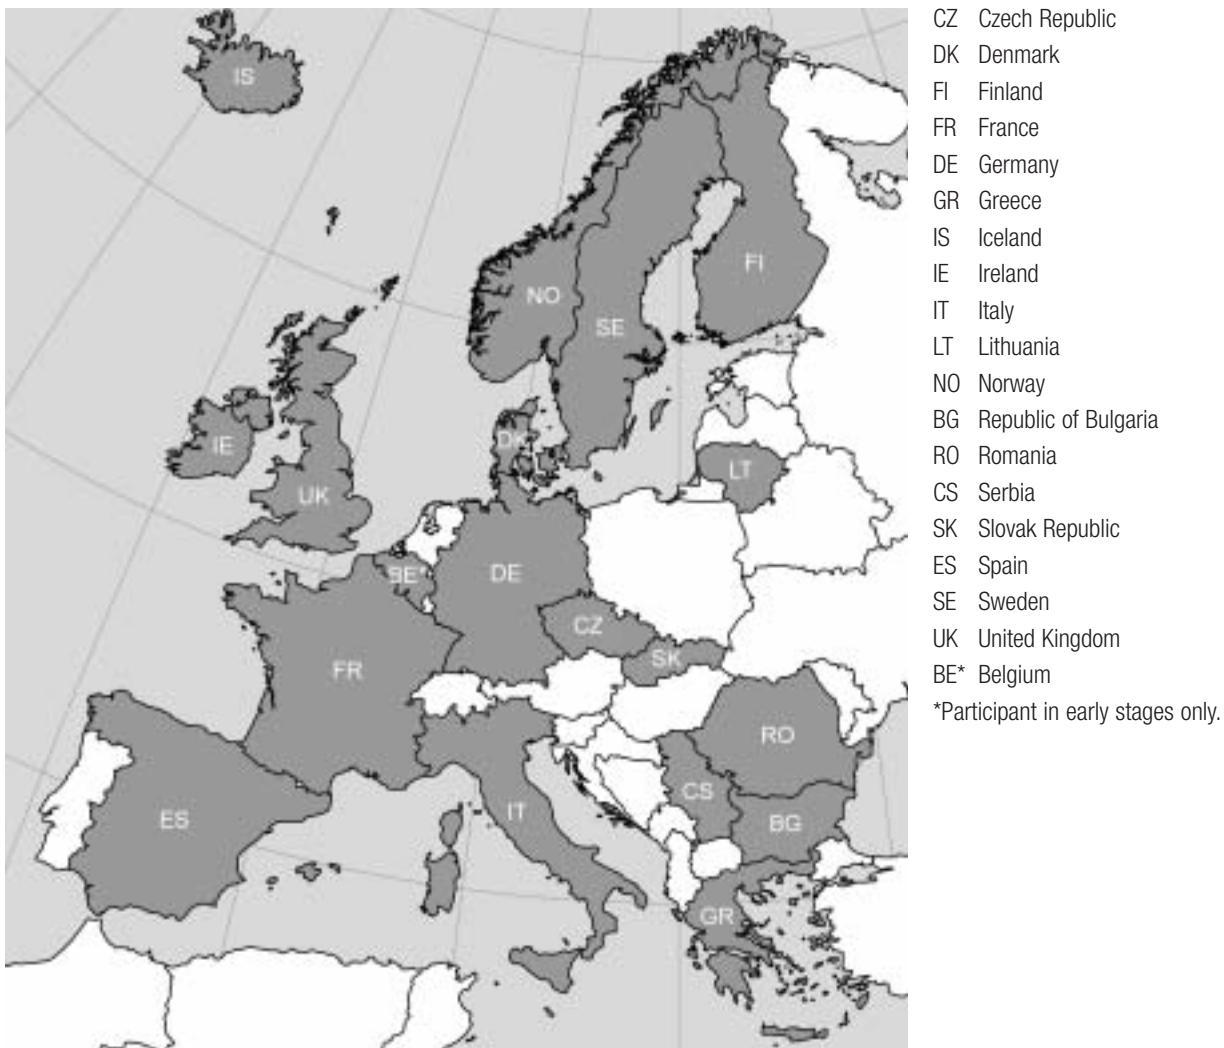 IS
NO
FI
SE
IE
DK
LT
UK
BE*
DE
CZ
SK
FR
RO
CS
ES
IT
BG
GR
CZ Czech Republic
DK Denmark
FI Finland
FR France
DE Germany
GR Greece
IS Iceland
IE Ireland
IT Italy
LT Lithuania
NO Norway
BG Republic of Bulgaria
RO Romania
CS Serbia
SK Slovak Republic
ES Spain
SE Sweden
UK United Kingdom
BE* Belgium
*Participant in early stages only.